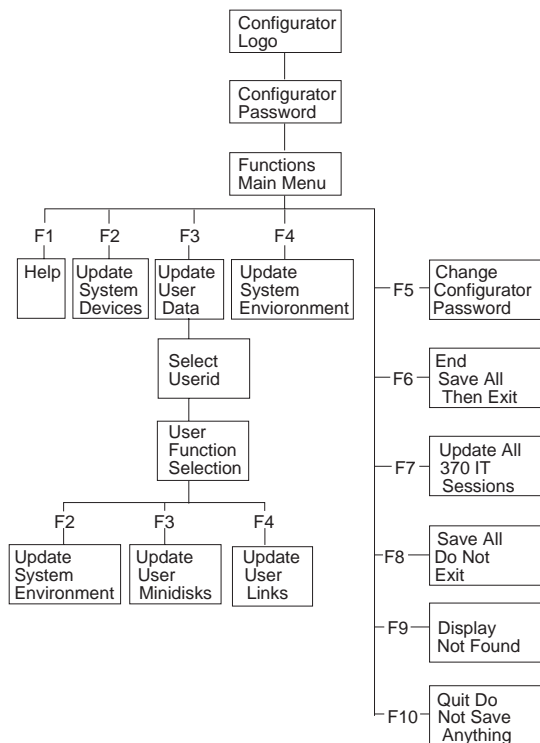 Configurator
Logo
Configurator
Password
Functions
Main Menu
F1
F2
F3
F4
Help
Update
System
Devices
Update
User
Data
Update
System
Envioronment
F5
Change
Configurator
Password
Select
Userid
F6
End
Save All
Then Exit
User
Function
Selection
F7
Update All
370 IT
Sessions
F2
F3
F4
Update
System
Environment
Update
User
Minidisks
Update
User
Links
F8
Save All
Do Not
Exit
F9
Display
Not Found
F10
Quit Do
Not Save
Anything